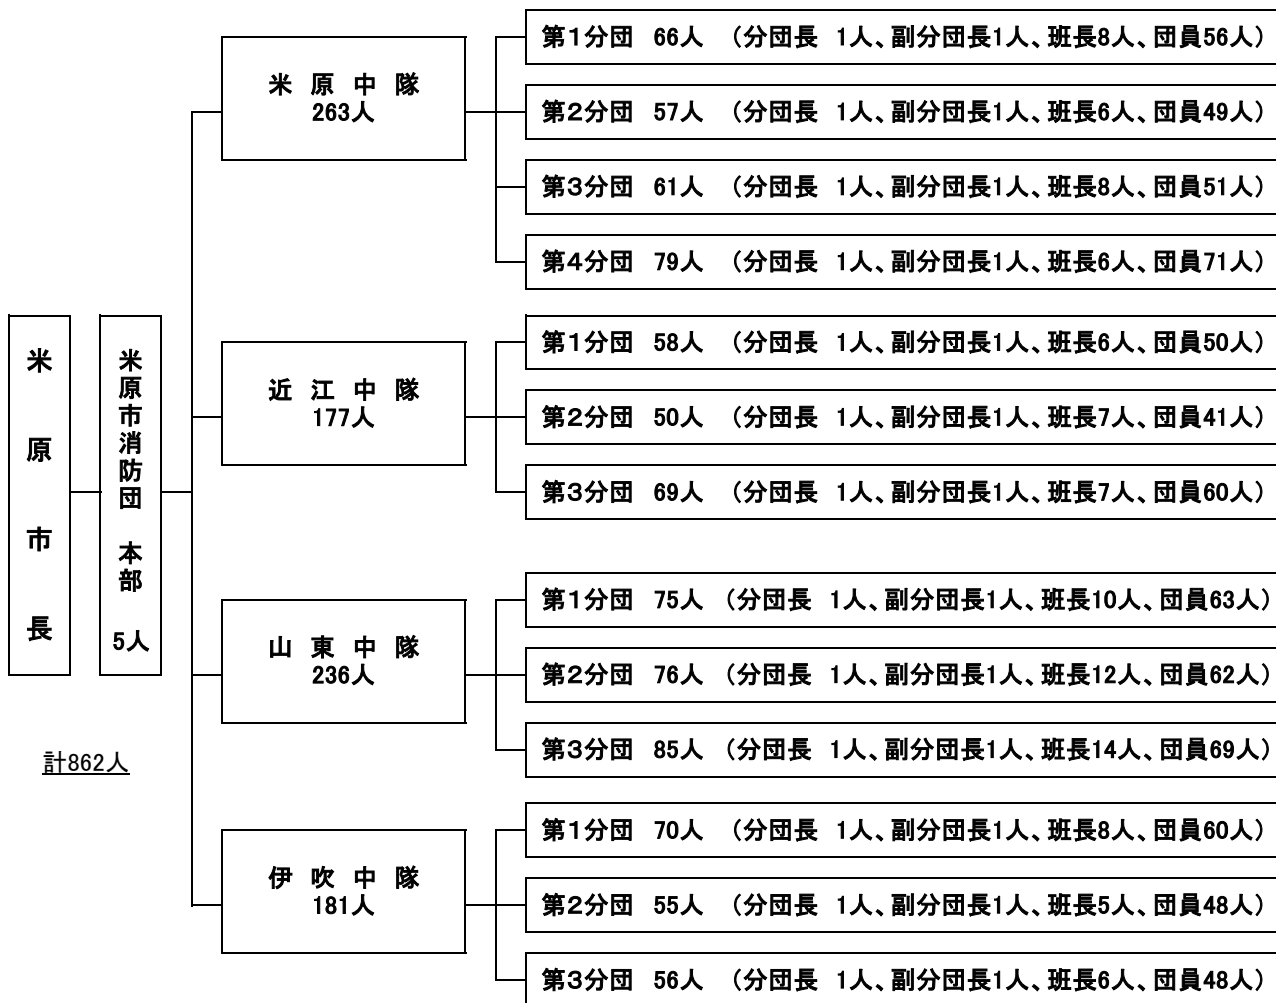 米原市長
米原市消防団 本部 5人
計862人
米原中隊
263人
第1分団 66人 (分団長 1人、副分団長1人、班長8人、団員56人)
第2分団 57人 (分団長 1人、副分団長1人、班長6人、団員49人)
第3分団 61人 (分団長 1人、副分団長1人、班長8人、団員51人)
第4分団 79人 (分団長 1人、副分団長1人、班長6人、団員71人)
近江中隊
177人
第1分団 58人 (分団長 1人、副分団長1人、班長6人、団員50人)
第2分団 50人 (分団長 1人、副分団長1人、班長7人、団員41人)
第3分団 69人 (分団長 1人、副分団長1人、班長7人、団員60人)
山東中隊
236人
第1分団 75人 (分団長 1人、副分団長1人、班長10人、団員63人)
第2分団 76人 (分団長 1人、副分団長1人、班長12人、団員62人)
第3分団 85人 (分団長 1人、副分団長1人、班長14人、団員69人)
伊吹中隊
181人
第1分団 70人 (分団長 1人、副分団長1人、班長8人、団員60人)
第2分団 55人 (分団長 1人、副分団長1人、班長5人、団員48人)
第3分団 56人 (分団長 1人、副分団長1人、班長6人、団員48人)